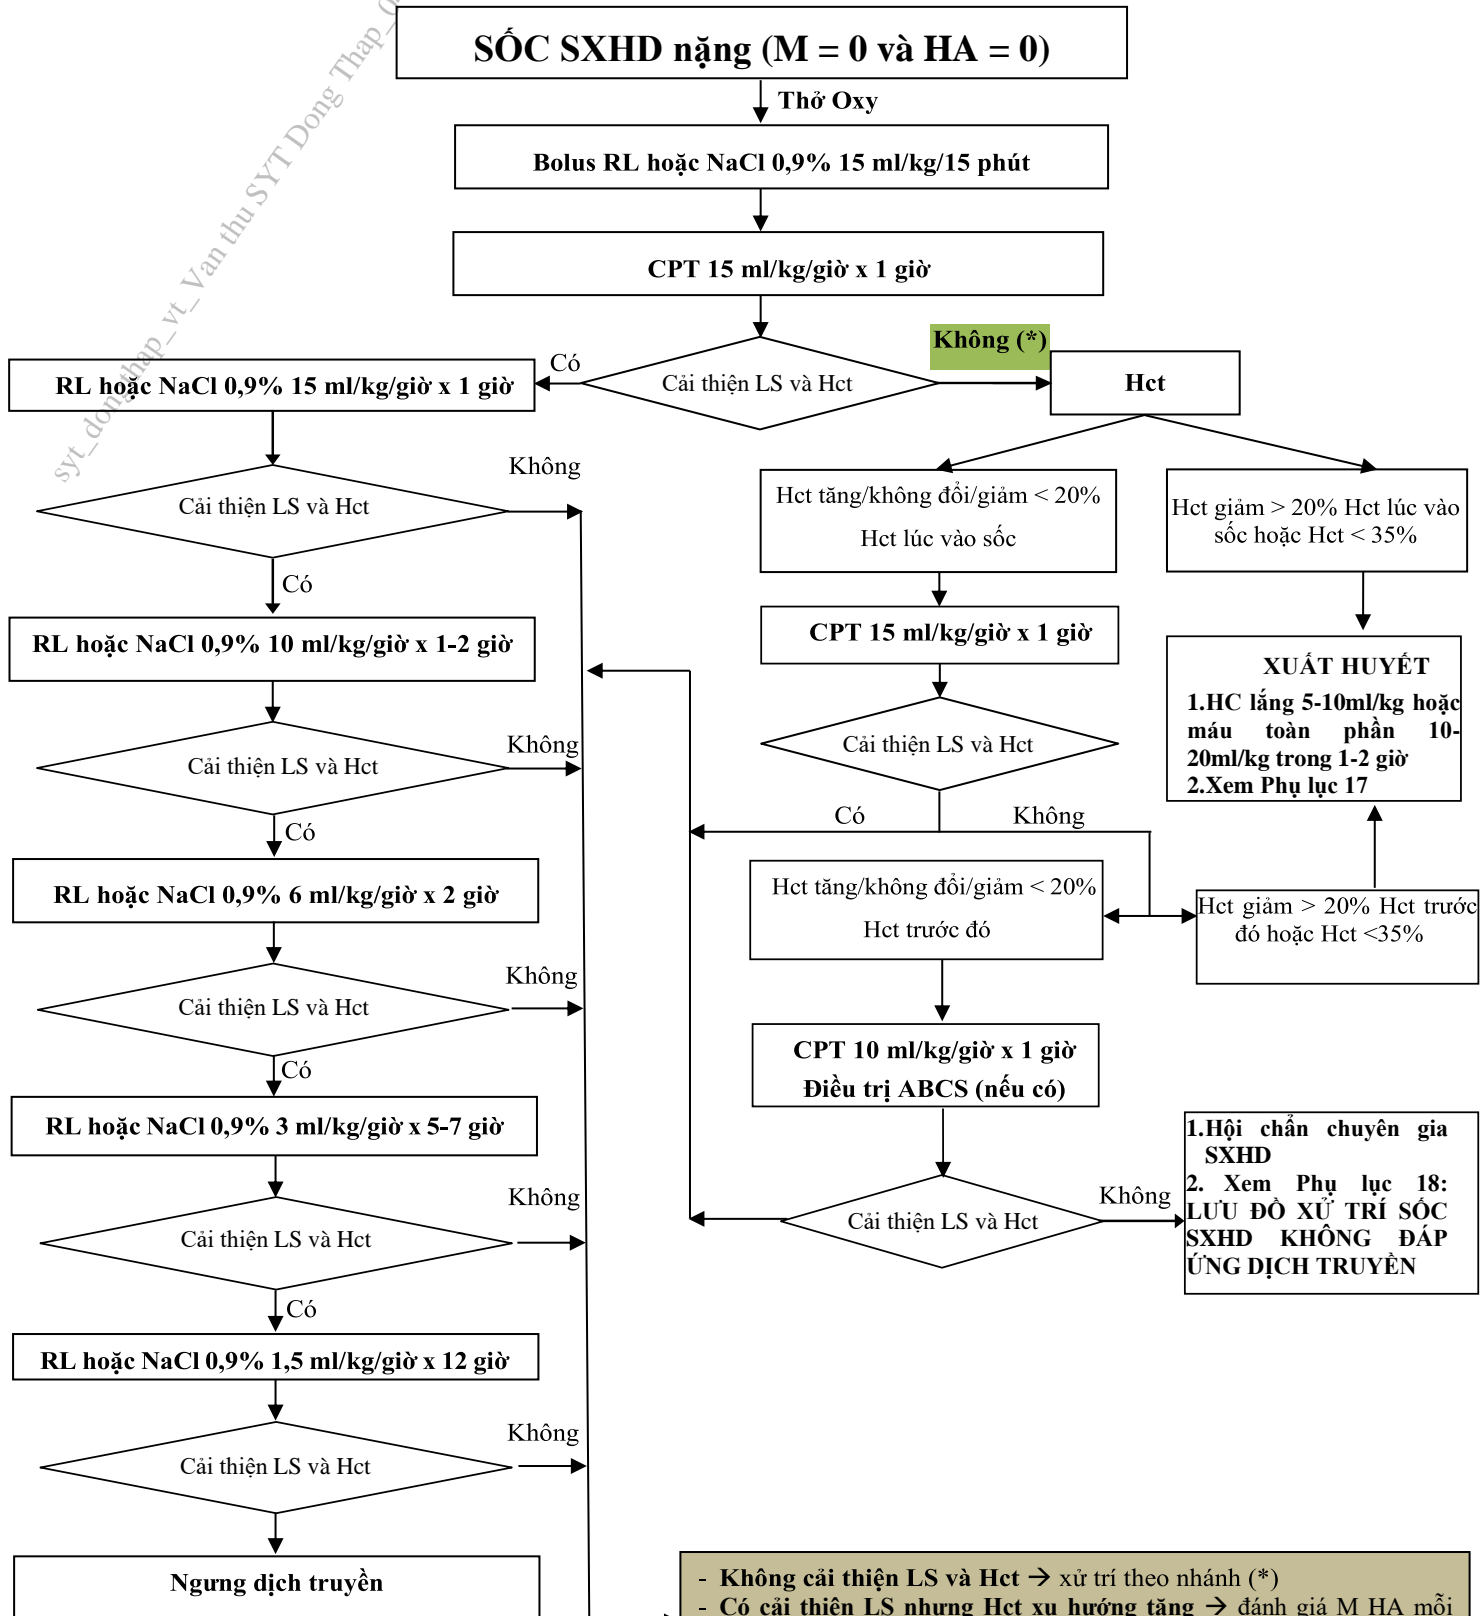 syt_dongthap_vt_Van thu SYT Dong Thap_
SỐC SXHD nặng (M = 0 và HA = 0)
Thở Oxy
Bolus RL hoặc NaCl 0,9% 15 ml/kg/15 phút
CPT 15 ml/kg/giờ x 1 giờ
Cải thiện LS và Hct
Có
Không (*)
RL hoặc NaCl 0,9% 15 ml/kg/giờ x 1 giờ
Hct
Cải thiện LS và Hct
Không
Có
Hct tăng/không đổi/giảm < 20%
Hct lúc vào sốc
Hct giảm > 20% Hct lúc vào
sốc hoặc Hct < 35%
RL hoặc NaCl 0,9% 10 ml/kg/giờ x 1-2 giờ
CPT 15 ml/kg/giờ x 1 giờ
XUẤT HUYẾT
1.HC lắng 5-10ml/kg hoặc
máu toàn phần 10-
20ml/kg trong 1-2 giờ
2.Xem Phụ lục 17
Cải thiện LS và Hct
Không
Có
Cải thiện LS và Hct
Có
Không
RL hoặc NaCl 0,9% 6 ml/kg/giờ x 2 giờ
Hct tăng/không đổi/giảm < 20%
Hct trước đó
Hct giảm > 20% Hct trước
đó hoặc Hct <35%
Cải thiện LS và Hct
Không
Có
CPT 10 ml/kg/giờ x 1 giờ
Điều trị ABCS (nếu có)
RL hoặc NaCl 0,9% 3 ml/kg/giờ x 5-7 giờ
Cải thiện LS và Hct
Không
Có
Cải thiện LS và Hct
Không
1.Hội chẩn chuyên gia
SXHD
2. Xem Phụ lục 18:
LƯU ĐỒ XỬ TRÍ SỐC
SXHD KHÔNG ĐÁP
ỨNG DỊCH TRUYỀN
RL hoặc NaCl 0,9% 1,5 ml/kg/giờ x 12 giờ
Cải thiện LS và Hct
Không
Ngưng dịch truyền
- Không cải thiện LS và Hct → xử trí theo nhánh (*)
- Có cải thiện LS nhưng Hct xu hướng tăng → đánh giá M HA mỗi